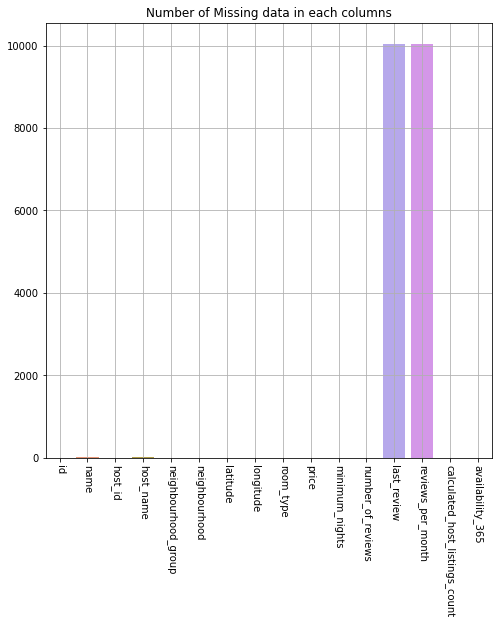 Number of Missing data in each columns
10000
8000
6000
4000
2000
0
id
name
host_id
host_name
neighbourhood_group
neighbourhood
latitude
longitude
room_type
price
minimum_nights
number_of_reviews
last_review
reviews_per_month
calculated_host_listings_count
availability_365